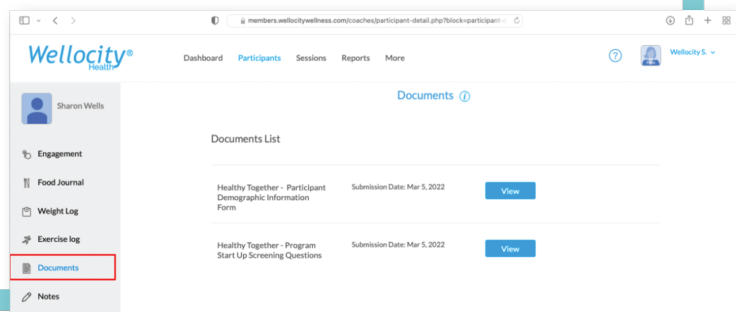 members.wellocitywellness.com/coaches/participant-detail.php?block=participant-
Wellocity®
Health
Dashboard Participants Sessions Reports More
? Wellocity S.
Sharon Wells
Documents i
Documents List
Engagement
Food Journal
Weight Log
Exercise log
Documents
Notes
Healthy Together - Participant
Demographic Information
Form
Submission Date: Mar 5, 2022
View
Healthy Together - Program
Start Up Screening Questions
Submission Date: Mar 5, 2022
View